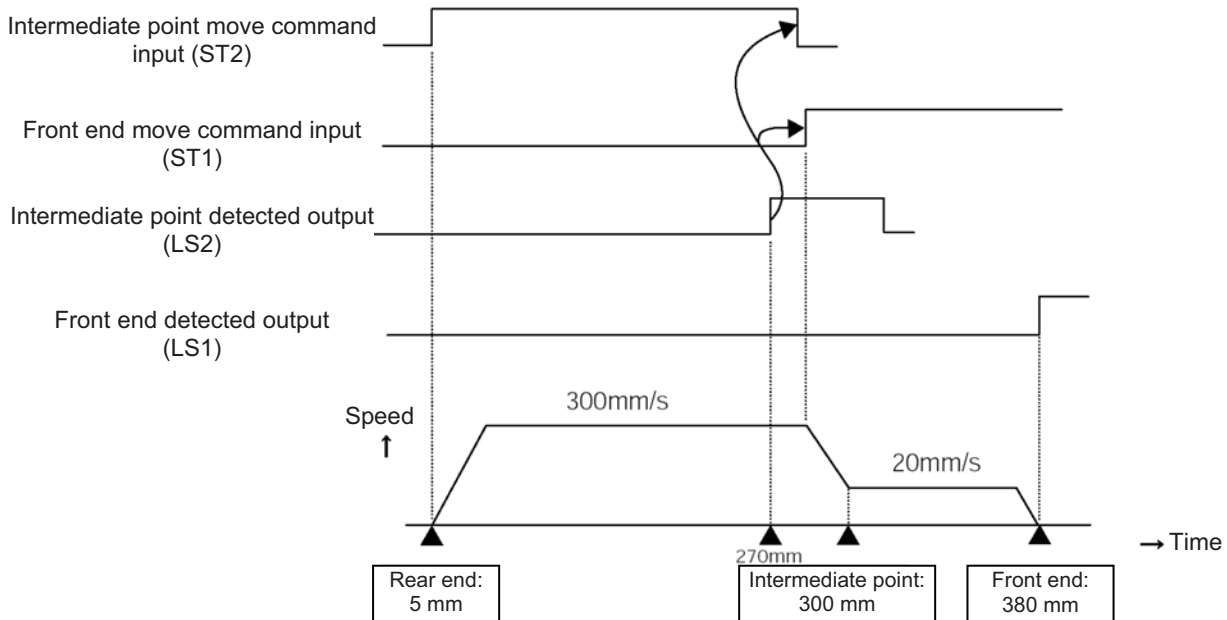 Intermediate point move command
input (ST2)
Front end move command input
(ST1)
Intermediate point detected output
(LS2)
Front end detected output
(LS1)
Speed
↑
300mm/s
20mm/s
→ Time
270mm
Rear end:
5 mm
Intermediate point:
300 mm
Front end:
380 mm